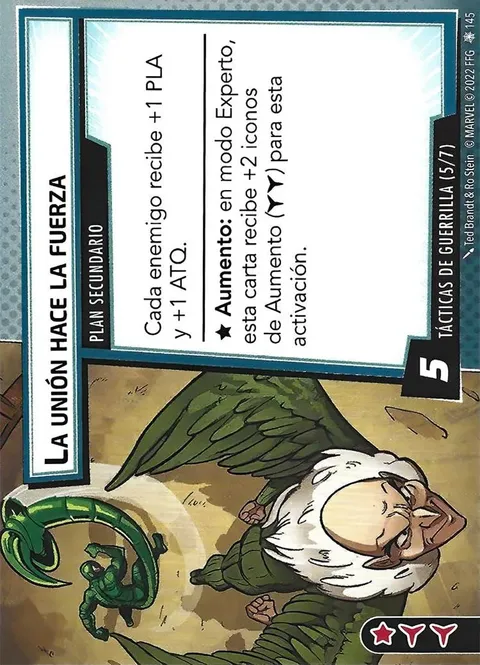 LA UNIÓN HACE LA FUERZA
PLAN SECUNDARIO
Cada enemigo recibe +1 PLA
y +1 ATQ.
★ Aumento: en modo Experto,
esta carta recibe +2 iconos
de Aumento () para esta
activación.
5
TÁCTICAS DE GUERRILLA (5/7)
Ted Brandt & Ro Stein © MARVEL © 2022 FFG 145